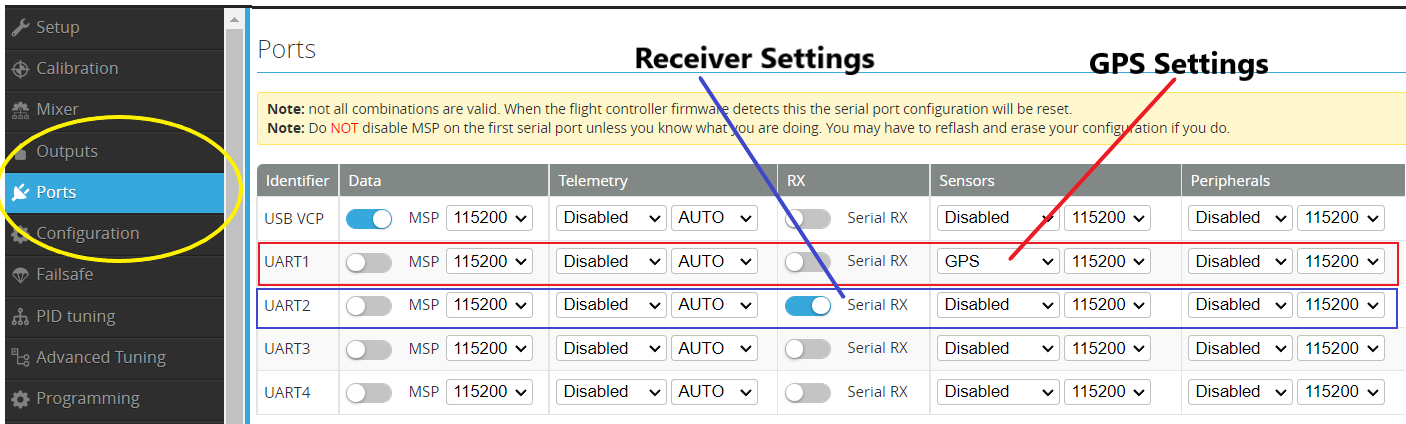 Setup
Calibration
Mixer
Outputs
Ports
Configuration
Failsafe
PID tuning
Advanced Tuning
Programming
Ports
Receiver Settings
GPS Settings
Note: not all combinations are valid. When the flight controller firmware detects this the serial port configuration will be reset.
Note: Do NOT disable MSP on the first serial port unless you know what you are doing. You may have to reflash and erase your configuration if you do.
Identifier Data Telemetry RX Sensors Peripherals
USB VCP MSP 115200 Disabled AUTO Serial RX Disabled 115200 Disabled 115200
UART1 MSP 115200 Disabled AUTO Serial RX GPS 115200 Disabled 115200
UART2 MSP 115200 Disabled AUTO Serial RX Disabled 115200 Disabled 115200
UART3 MSP 115200 Disabled AUTO Serial RX Disabled 115200 Disabled 115200
UART4 MSP 115200 Disabled AUTO Serial RX Disabled 115200 Disabled 115200